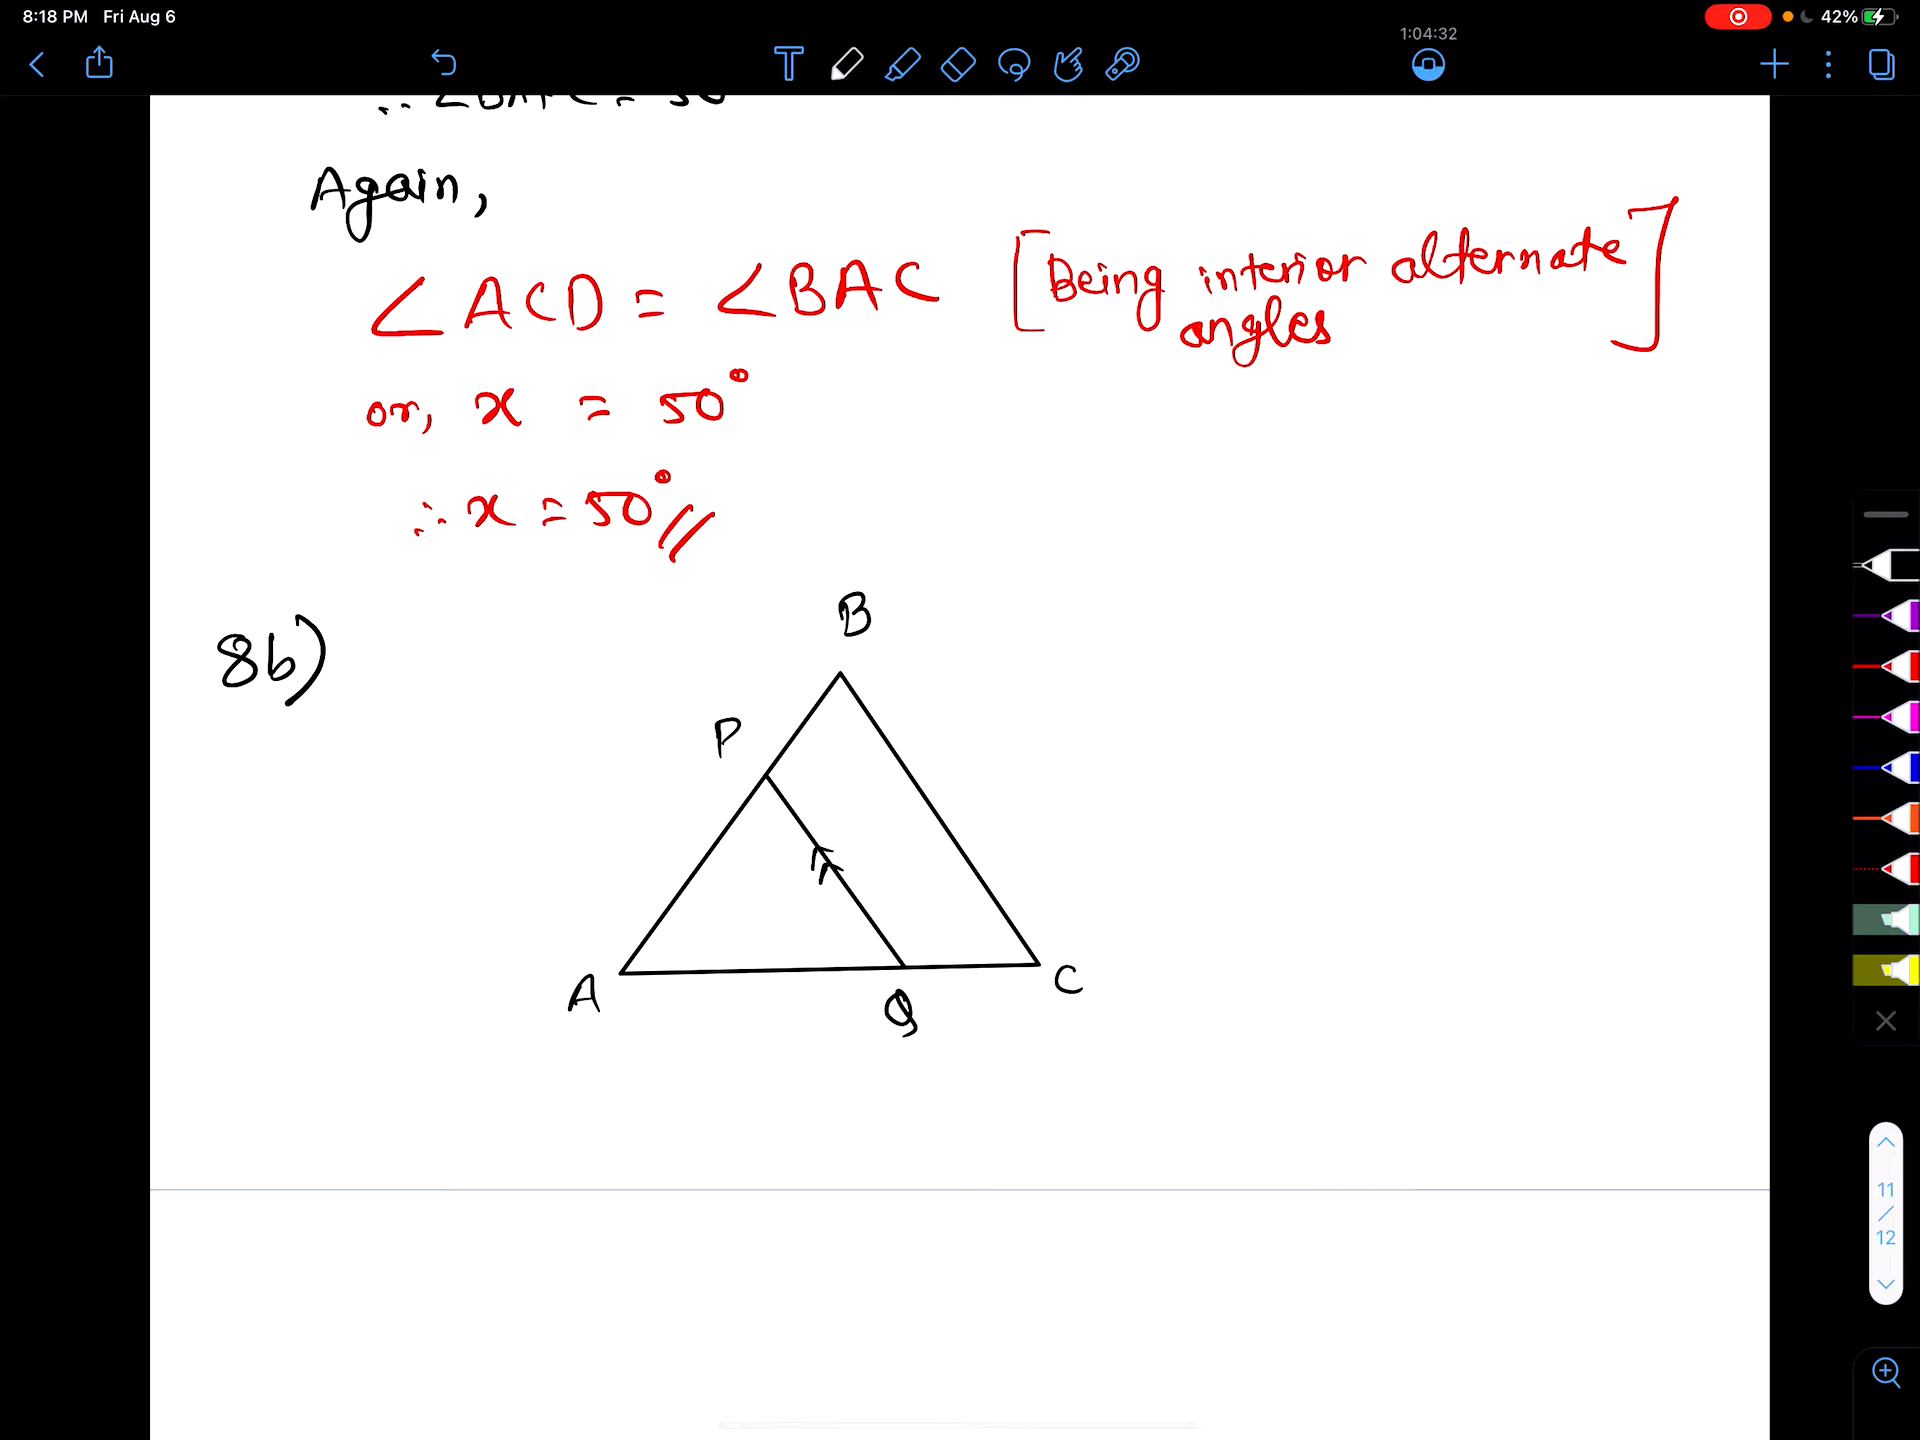 8:18 PM Fri Aug 6
42%
1:04:32
T
Again,
∠ACD = ∠BAC [Being interior alternate
angles]
or, x = 50°
∴ x = 50°//
8b)
B
P
A
Q
C
11
/
12